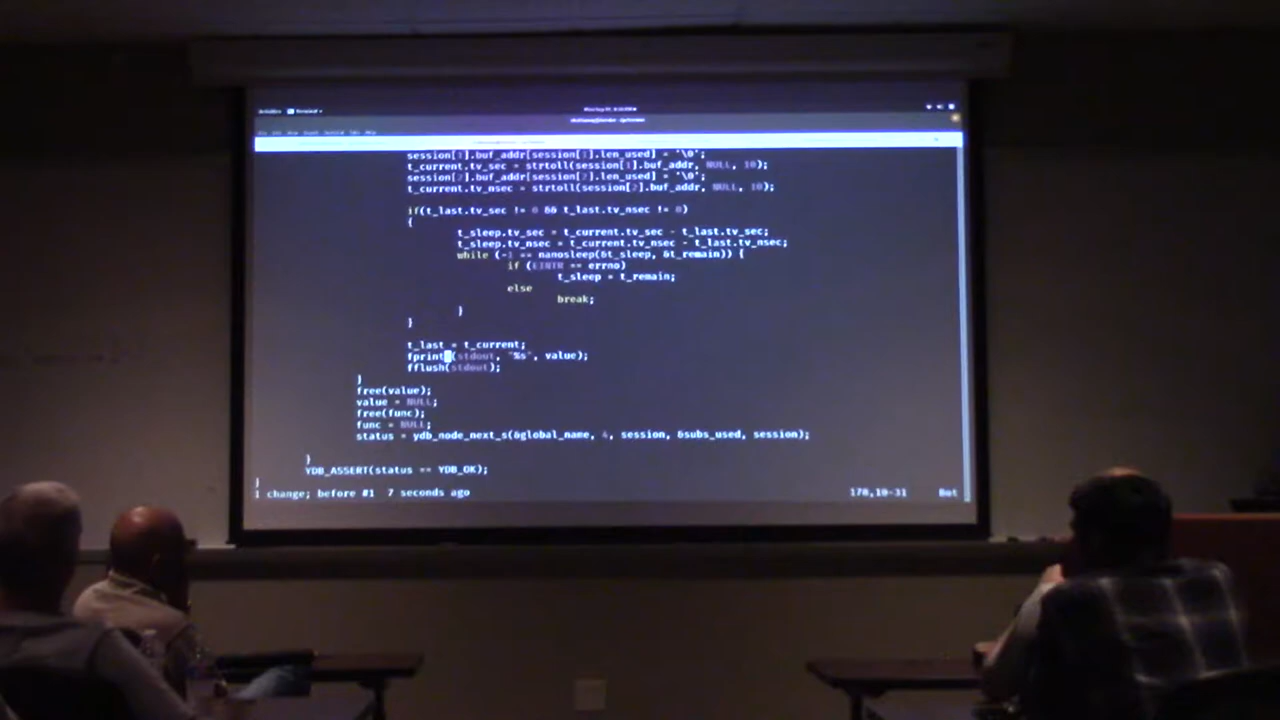 session[1].buf_addr[session[1].len_used] = '\0';
t_current.tv_sec = strtoll(session[1].buf_addr, NULL, 10);
session[2].buf_addr[session[2].len_used] = '\0';
t_current.tv_nsec = strtoll(session[2].buf_addr, NULL, 10);
if(t_last.tv_sec != 0 && t_last.tv_nsec != 0)
{
t_sleep.tv_sec = t_current.tv_sec - t_last.tv_sec;
t_sleep.tv_nsec = t_current.tv_nsec - t_last.tv_nsec;
while (-1 == nanosleep(&t_sleep, &t_remain)) {
if (EINTR == errno)
t_sleep = t_remain;
else
break;
}
}
t_last = t_current;
fprint (stdout, "%s", value);
fflush(stdout);
}
free(value);
value = NULL;
free(func);
func = NULL;
status = ydb_node_next_s(&global_name, 4, session, &subs_used, session);
}
YDB_ASSERT(status == YDB_OK);
}
1 change; before #1 7 seconds ago 178,10-31 Bot